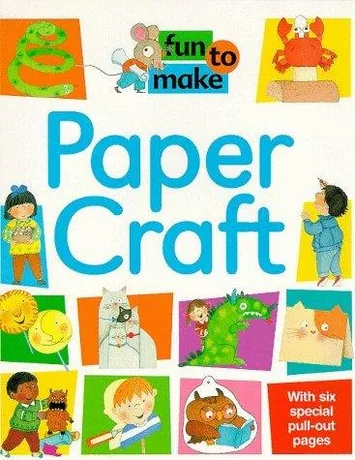 fun to
make
Paper
Craft
With six
special
pull-out
pages